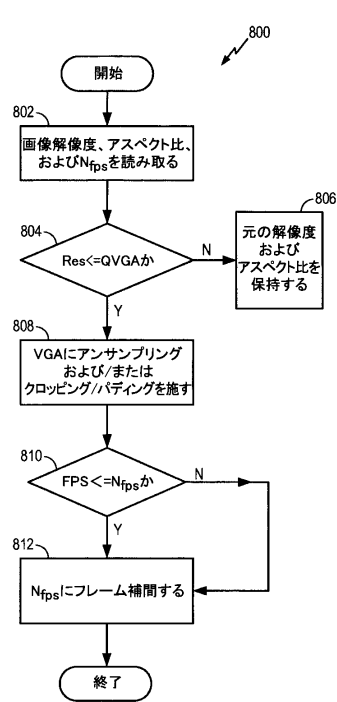 800
開始
802
画像解像度、アスペクト比、
およびNfpsを読み取る
804
Res<=QVGAか
N
806
元の解像度
および
アスペクト比を
保持する
Y
808
VGAにアンサンプリング
および/または
クロッピング/パディングを施す
810
FPS<=Nfpsか
N
Y
812
Nfpsにフレーム補間する
終了